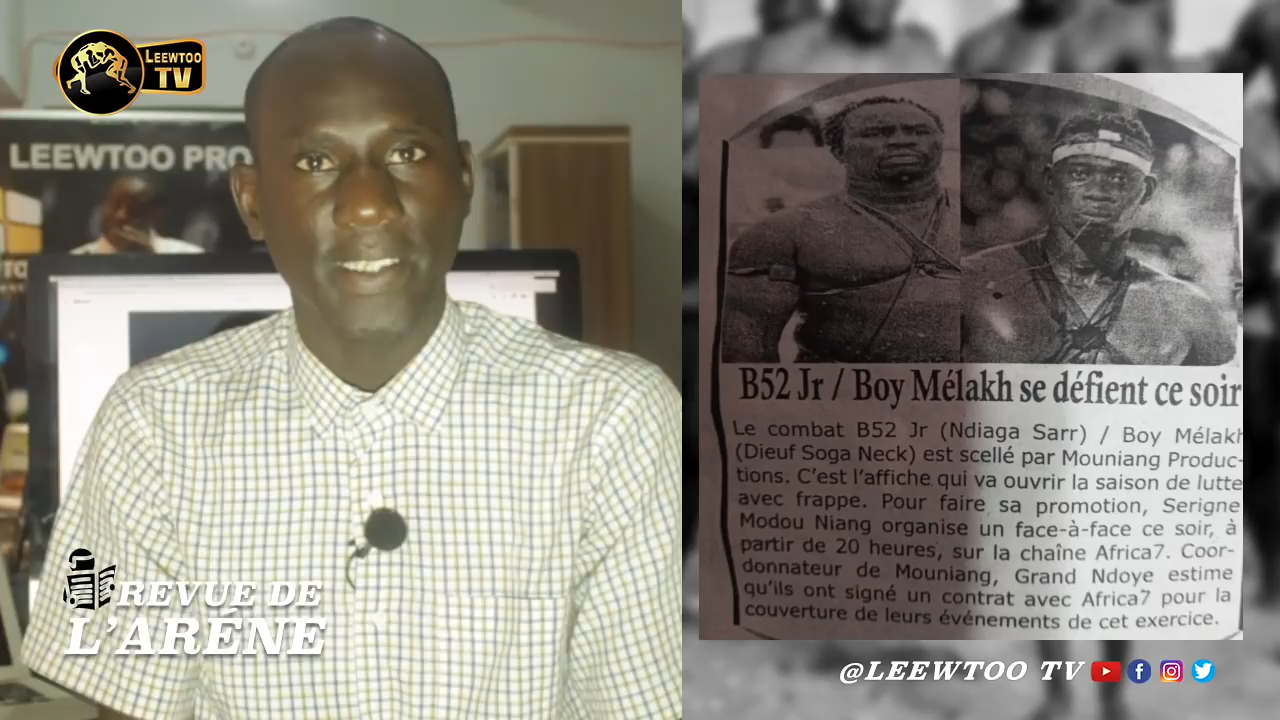 LEEWTOO
TV
LEEWTOO PRO
REVUE DE
L'ARÈNE
B52 Jr / Boy Mélakh se défient ce soir
Le combat B52 Jr (Ndiaga Sarr) / Boy Mélakh
(Dieuf Soga Neck) est scellé par Mouniang Produc-
tions. C'est l'affiche qui va ouvrir la saison de lutte
avec frappe. Pour faire sa promotion, Serigne
Modou Niang organise un face-à-face ce soir, à
partir de 20 heures, sur la chaîne Africa7. Coor-
donnateur de Mouniang, Grand Ndoye estime
qu'ils ont signé un contrat avec Africa7 pour la
couverture de leurs événements de cet exercice.
@LEEWTOO TV